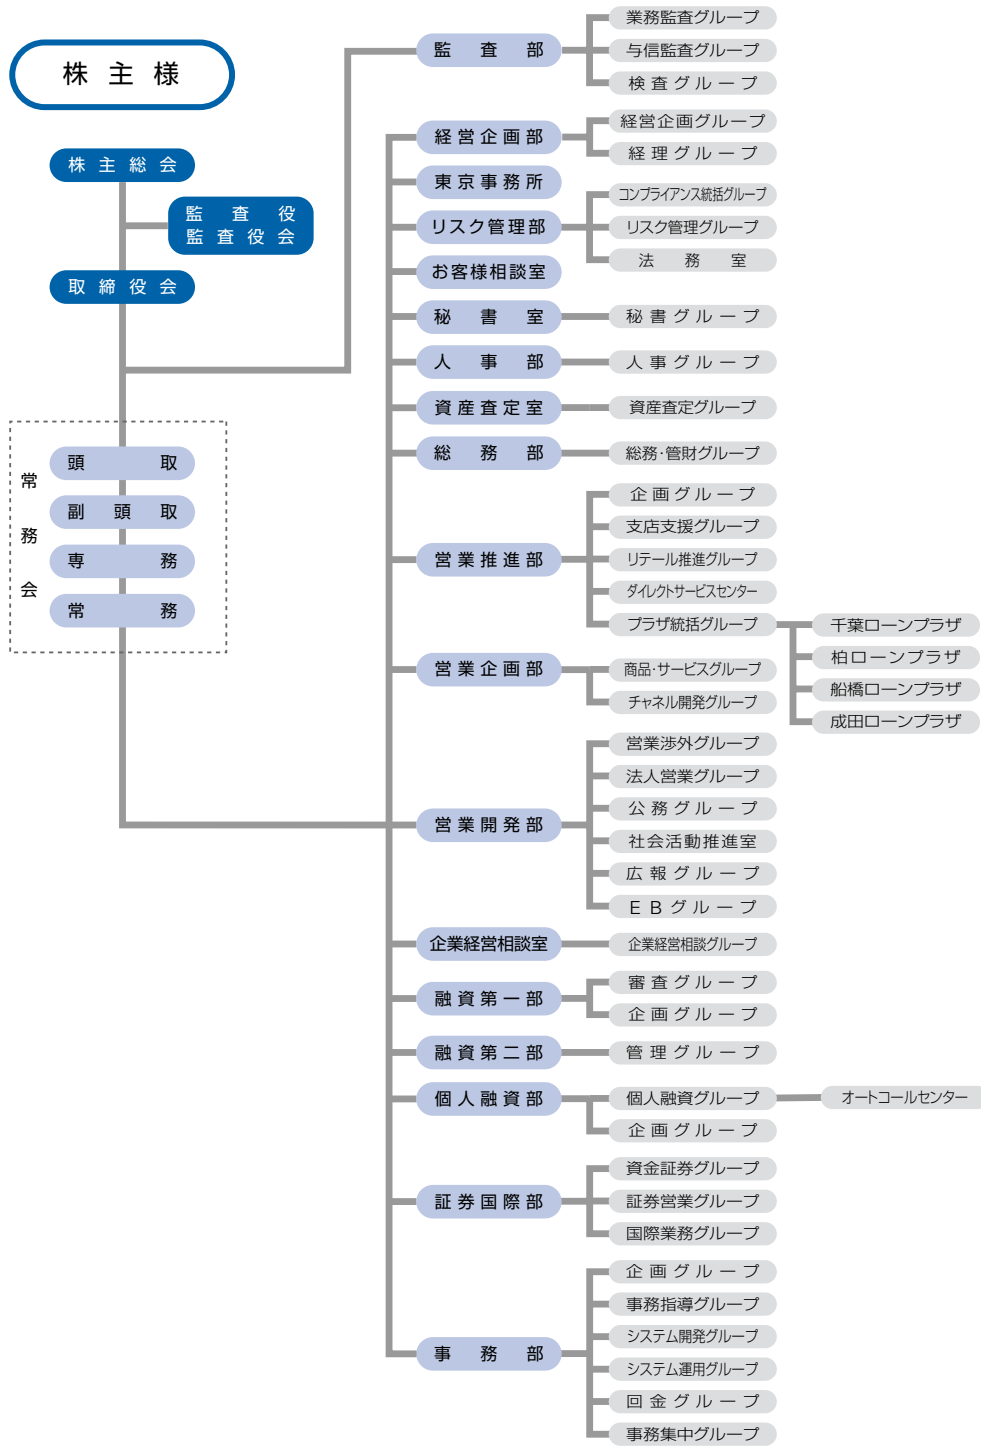 株主様
株主総会
監査役
監査役会
取締役会
常務会
頭取
副頭取
専務
常務
監査部
業務監査グループ
与信監査グループ
検査グループ
経営企画部
経営企画グループ
経理グループ
東京事務所
リスク管理部
コンプライアンス統括グループ
リスク管理グループ
法務室
お客様相談室
秘書室
秘書グループ
人事部
人事グループ
資産査定室
資産査定グループ
総務部
総務・管財グループ
営業推進部
企画グループ
支店支援グループ
リテール推進グループ
ダイレクトサービスセンター
プラザ統括グループ
千葉ローンプラザ
柏ローンプラザ
船橋ローンプラザ
成田ローンプラザ
営業企画部
商品・サービスグループ
チャネル開発グループ
営業開発部
営業渉外グループ
法人営業グループ
公務グループ
社会活動推進室
広報グループ
EBグループ
企業経営相談室
企業経営相談グループ
融資第一部
審査グループ
企画グループ
融資第二部
管理グループ
個人融資部
個人融資グループ
オートコールセンター
企画グループ
証券国際部
資金証券グループ
証券営業グループ
国際業務グループ
事務部
企画グループ
事務指導グループ
システム開発グループ
システム運用グループ
回金グループ
事務集中グループ